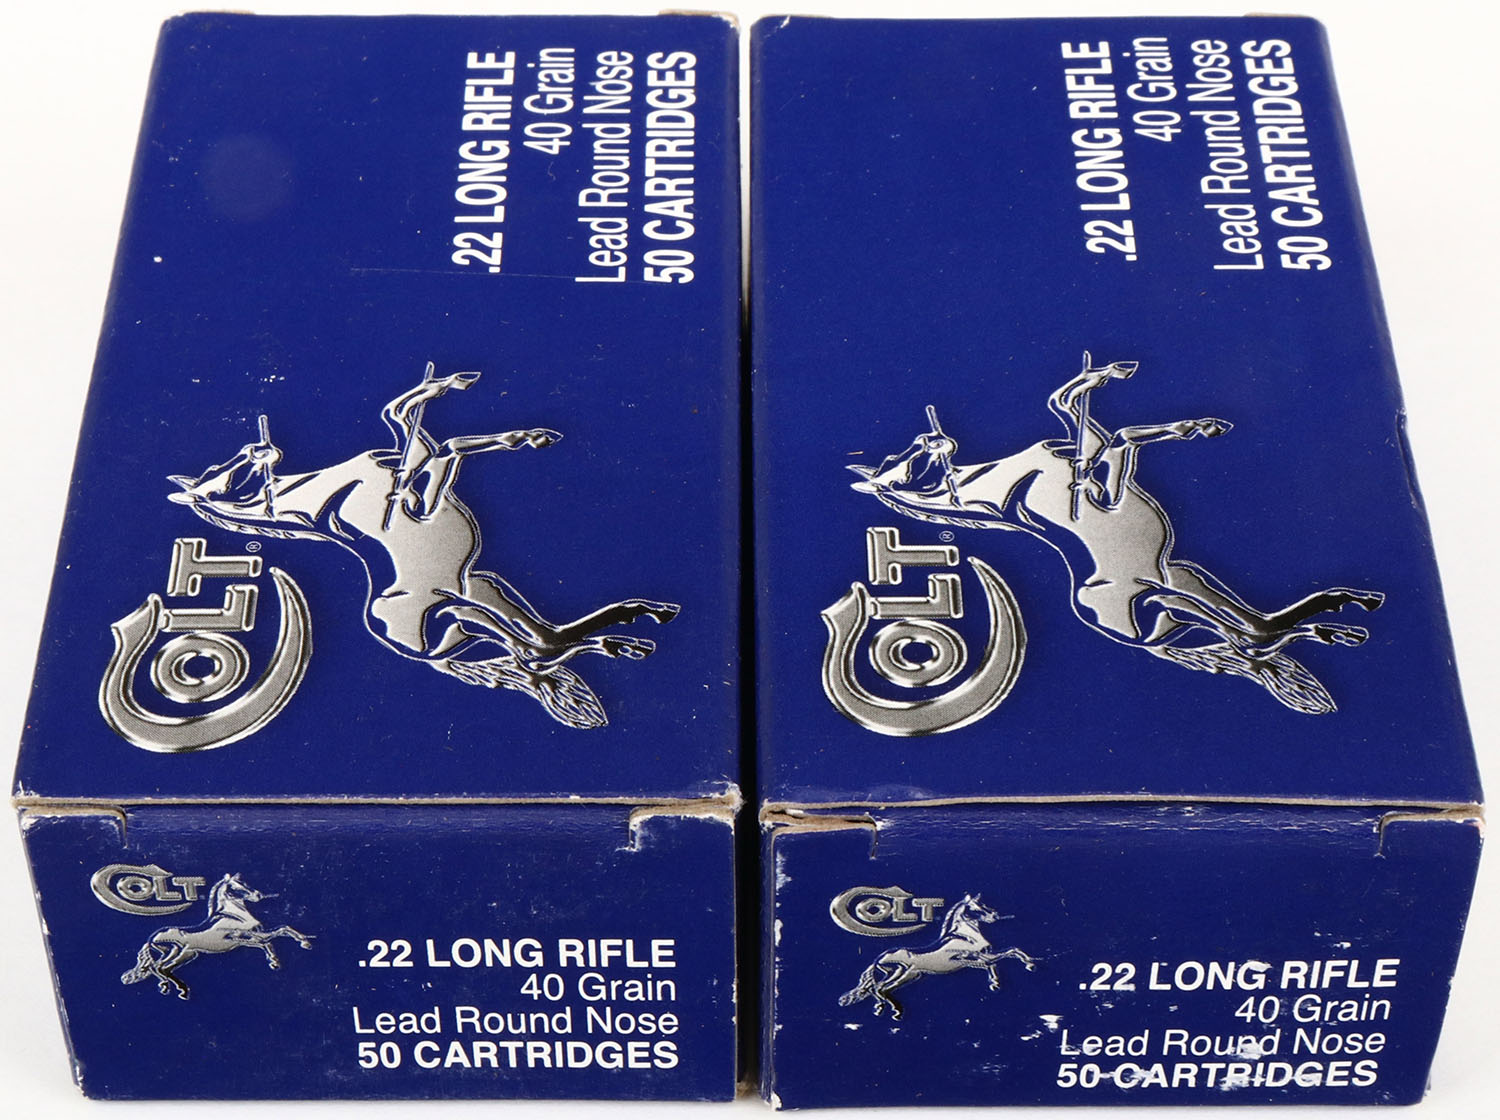 .22 LONG RIFLE
40 Grain
Lead Round Nose
50 CARTRIDGES
COLT®
.22 LONG RIFLE
40 Grain
Lead Round Nose
50 CARTRIDGES
COLT®
COLT
.22 LONG RIFLE
40 Grain
Lead Round Nose
50 CARTRIDGES
COLT
.22 LONG RIFLE
40 Grain
Lead Round Nose
50 CARTRIDGES